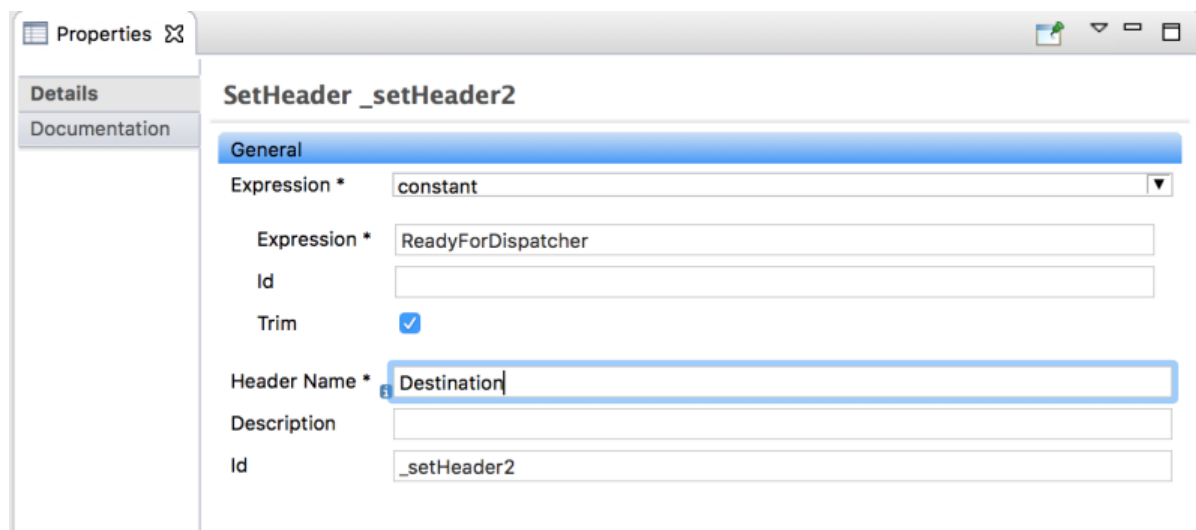 Properties
Details
Documentation
SetHeader _setHeader2
General
Expression * constant
Expression * ReadyForDispatcher
Id
Trim
Header Name * Destination
Description
Id _setHeader2